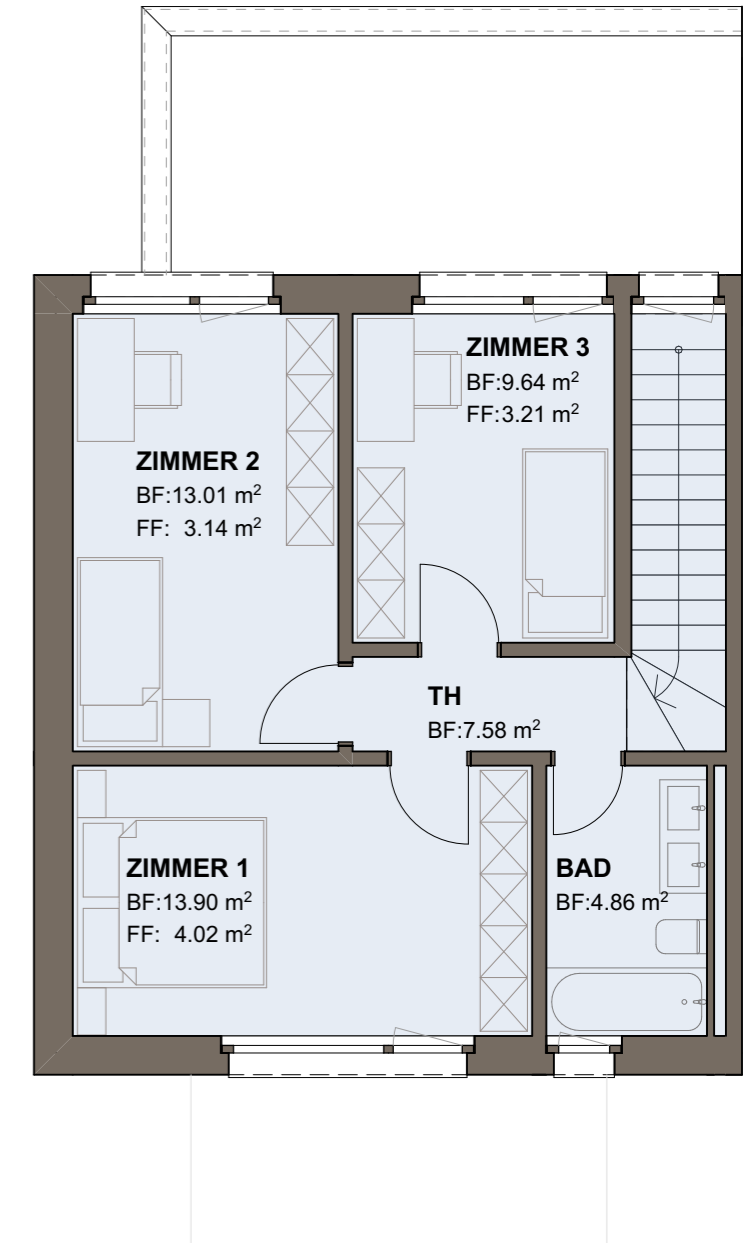 ZIMMER 3
BF:9.64 m²
FF:3.21 m²
ZIMMER 2
BF:13.01 m²
FF: 3.14 m²
TH
BF:7.58 m²
ZIMMER 1
BF:13.90 m²
FF: 4.02 m²
BAD
BF:4.86 m²